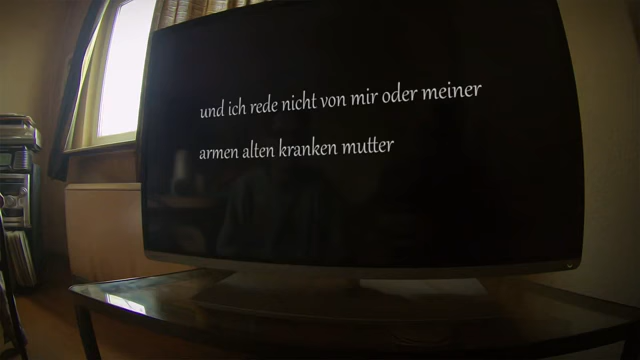 und ich rede nicht von mir oder meiner
armen alten kranken mutter